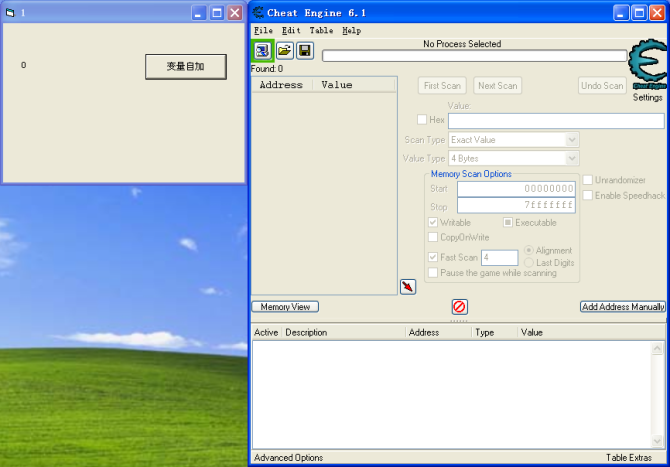 1
0
变量自加
Cheat Engine 6.1
File Edit Table Help
No Process Selected
Found: 0
Address Value
First Scan Next Scan Undo Scan
Cheat Engine
Settings
Value:
Hex
Scan Type Exact Value
Value Type 4 Bytes
Memory Scan Options
Start 00000000
Stop 7fffffff
Writable Executable
CopyOnWrite
Fast Scan 4 Alignment
Last Digits
Pause the game while scanning
Unrandomizer
Enable Speedhack
Memory View Add Address Manually
Active Description Address Type Value
Advanced Options Table Extras